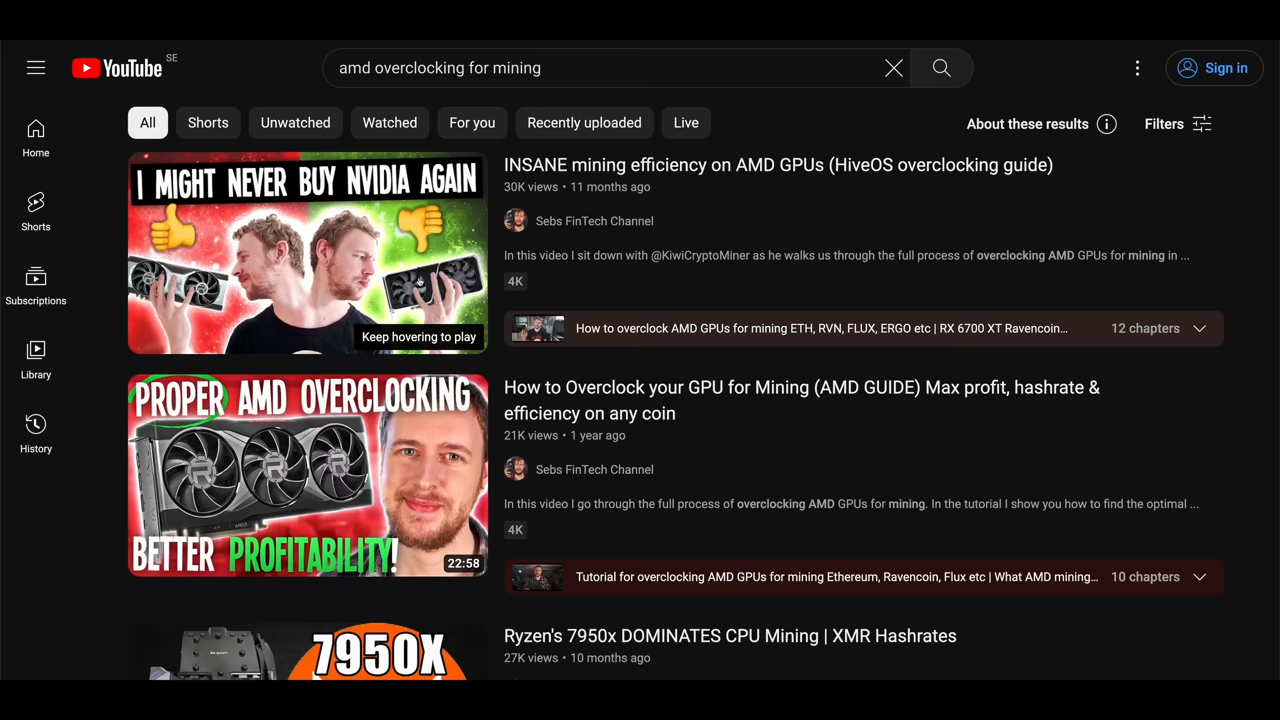 YouTube SE
amd overclocking for mining
Sign in
Home
Shorts
Subscriptions
Library
History
All
Shorts
Unwatched
Watched
For you
Recently uploaded
Live
About these results
Filters
I MIGHT NEVER BUY NVIDIA AGAIN
Keep hovering to play
INSANE mining efficiency on AMD GPUs (HiveOS overclocking guide)
30K views • 11 months ago
Sebs FinTech Channel
In this video I sit down with @KiwiCryptoMiner as he walks us through the full process of overclocking AMD GPUs for mining in ...
4K
How to overclock AMD GPUs for mining ETH, RVN, FLUX, ERGO etc | RX 6700 XT Ravencoin...
12 chapters
PROPER AMD OVERCLOCKING
BETTER PROFITABILITY!
22:58
How to Overclock your GPU for Mining (AMD GUIDE) Max profit, hashrate &
efficiency on any coin
21K views • 1 year ago
Sebs FinTech Channel
In this video I go through the full process of overclocking AMD GPUs for mining. In the tutorial I show you how to find the optimal ...
4K
Tutorial for overclocking AMD GPUs for mining Ethereum, Ravencoin, Flux etc | What AMD mining...
10 chapters
7950X
Ryzen's 7950x DOMINATES CPU Mining | XMR Hashrates
27K views • 10 months ago